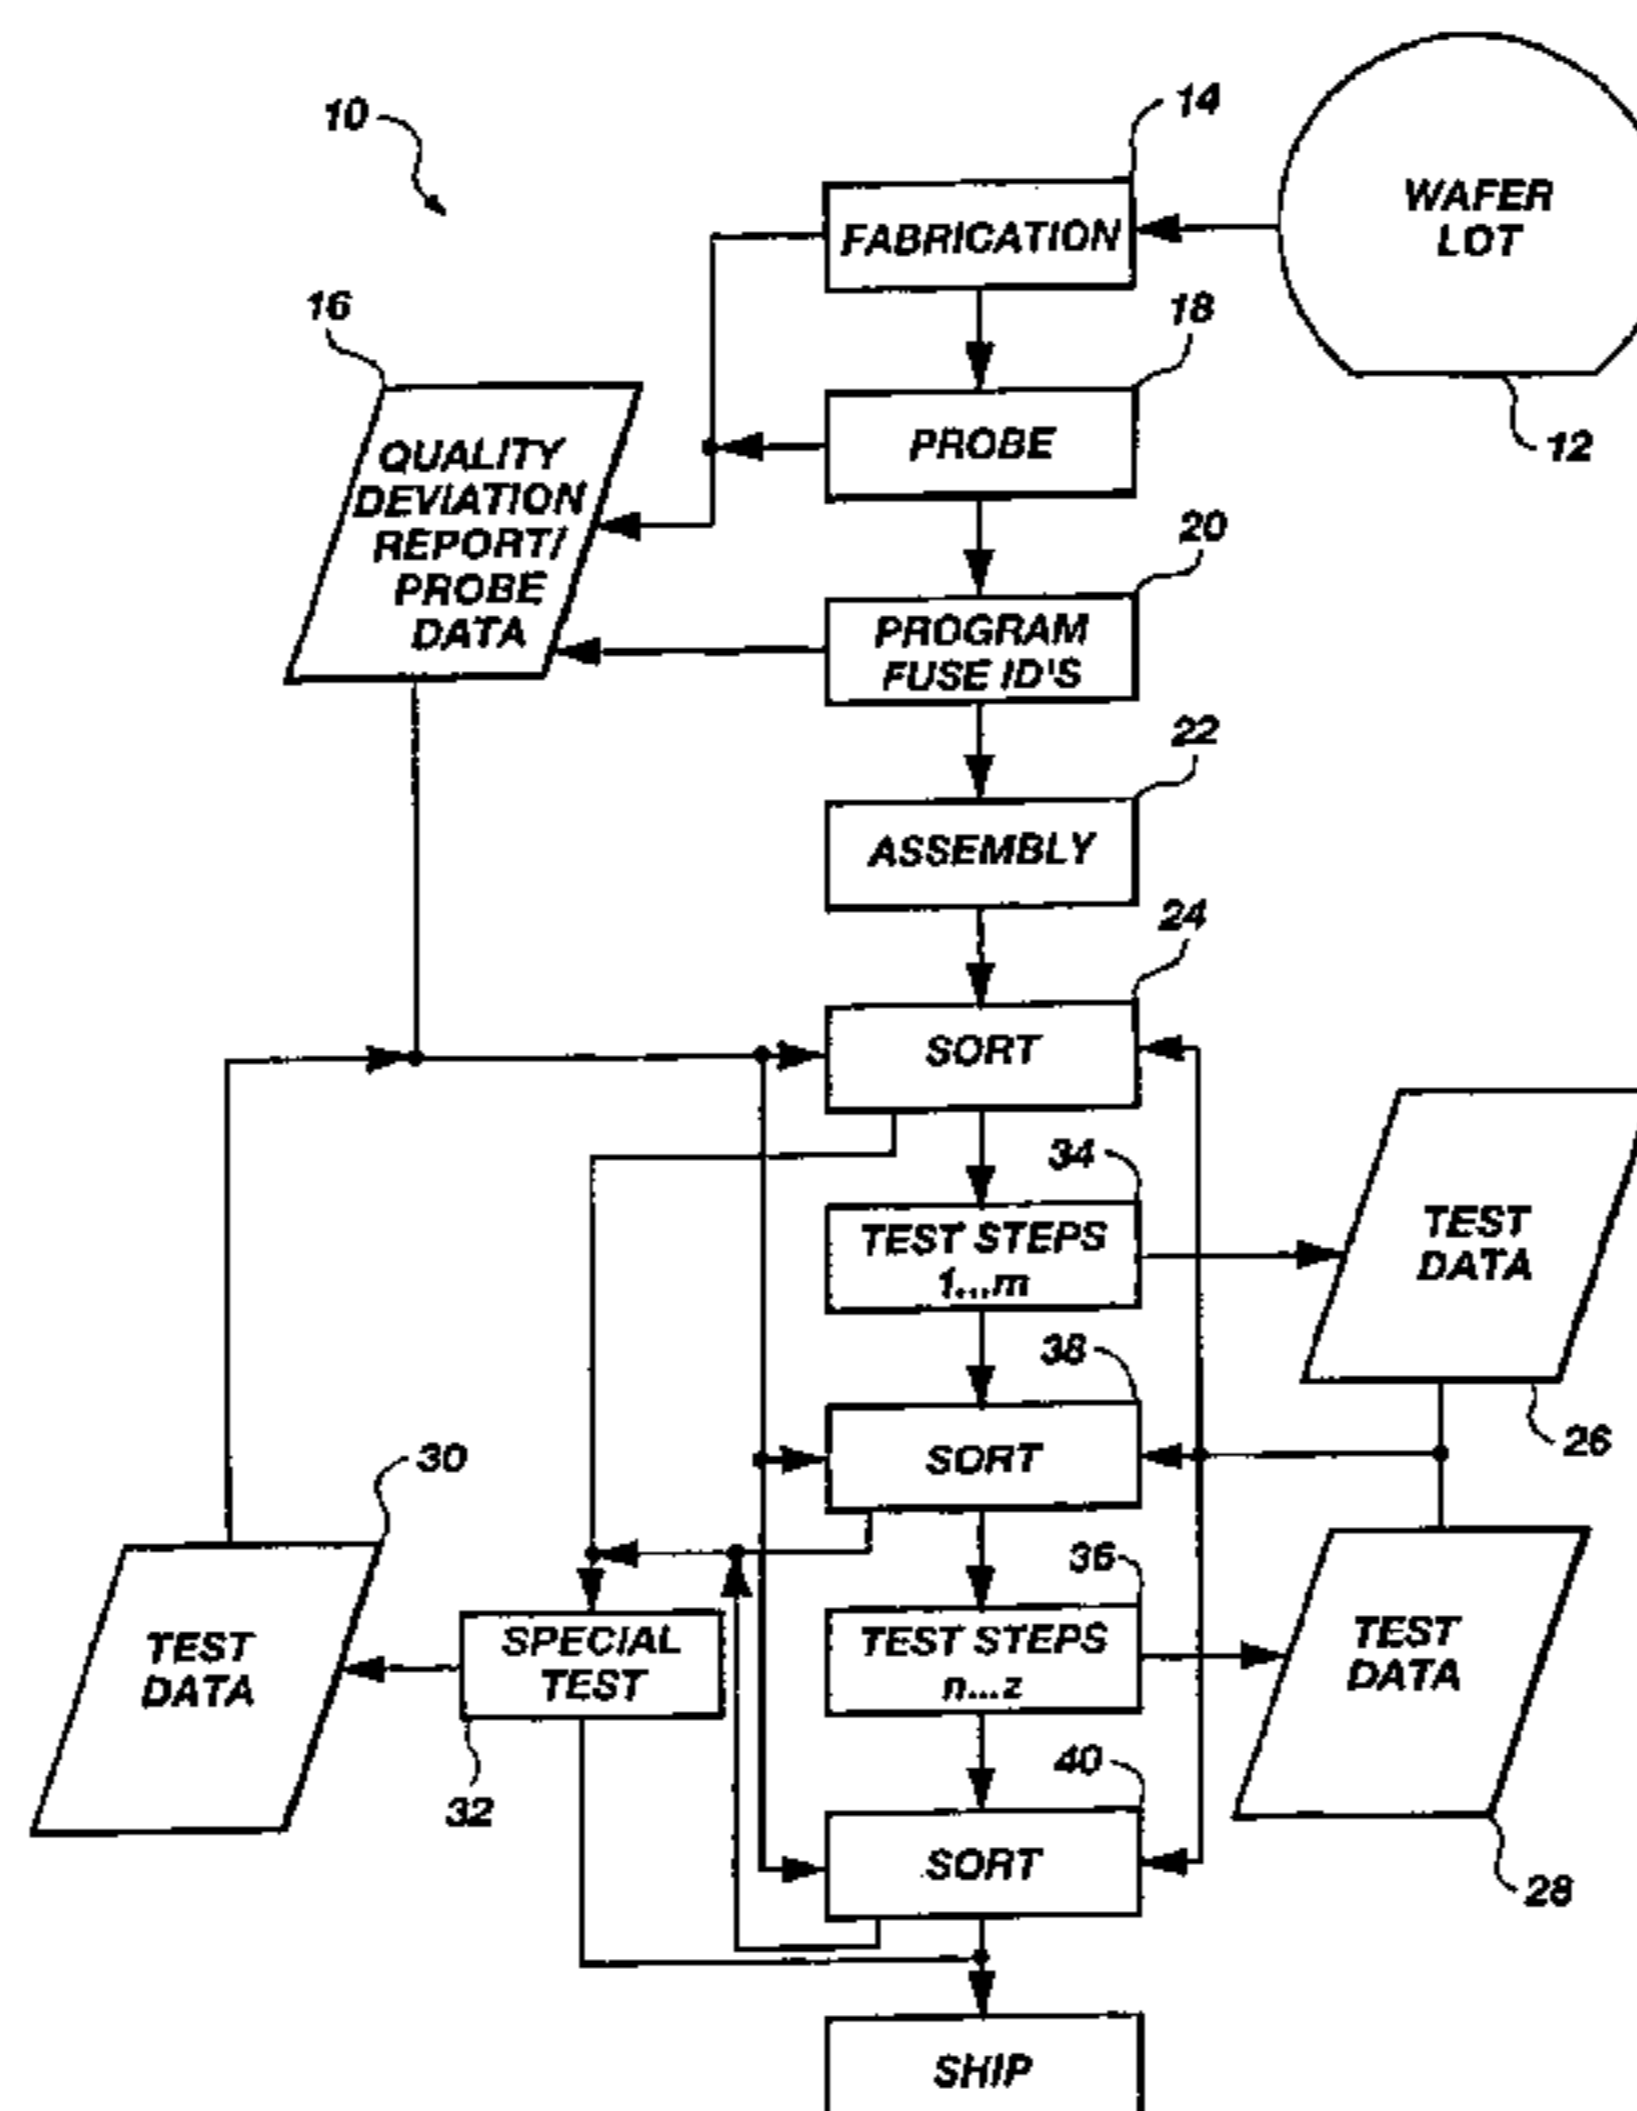 10
14
WAFER
LOT
FABRICATION
16
18
12
QUALITY
DEVIATION
REPORT/
PROBE
DATA
PROBE
20
PROGRAM
FUSE ID'S
22
ASSEMBLY
24
SORT
34
TEST STEPS
1...m
TEST
DATA
38
26
SORT
30
36
TEST STEPS
n...z
TEST
DATA
SPECIAL
TEST
TEST
DATA
32
40
SORT
28
SHIP